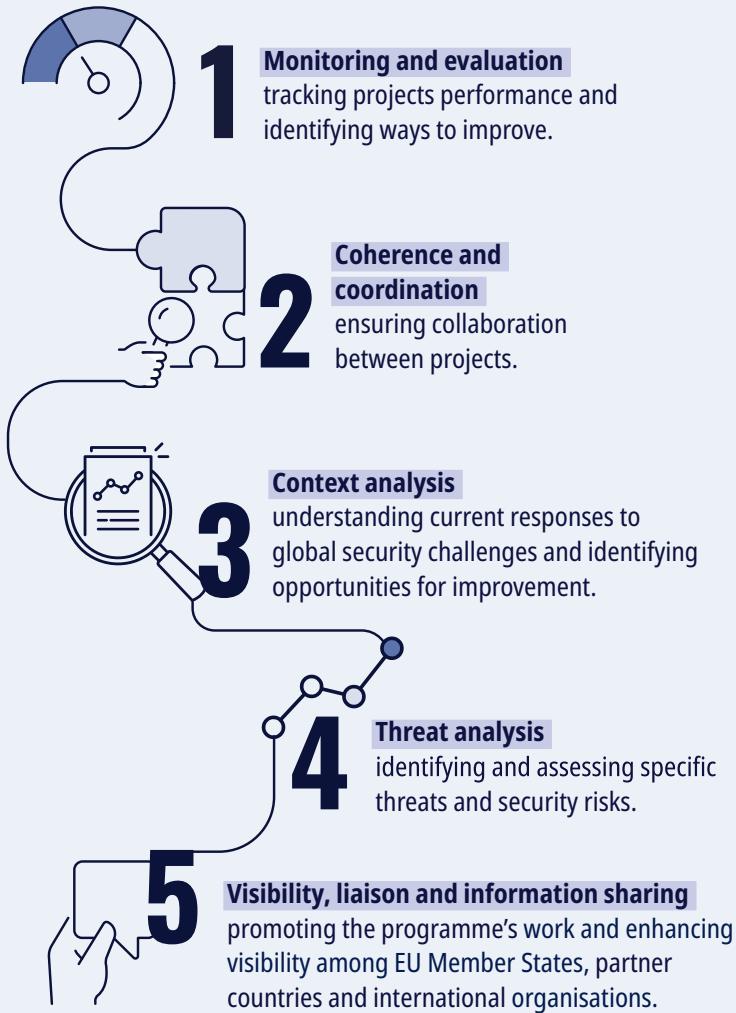 1
Monitoring and evaluation
tracking projects performance and
identifying ways to improve.
2
Coherence and
coordination
ensuring collaboration
between projects.
3
Context analysis
understanding current responses to
global security challenges and identifying
opportunities for improvement.
4
Threat analysis
identifying and assessing specific
threats and security risks.
5
Visibility, liaison and information sharing
promoting the programme’s work and enhancing
visibility among EU Member States, partner
countries and international organisations.